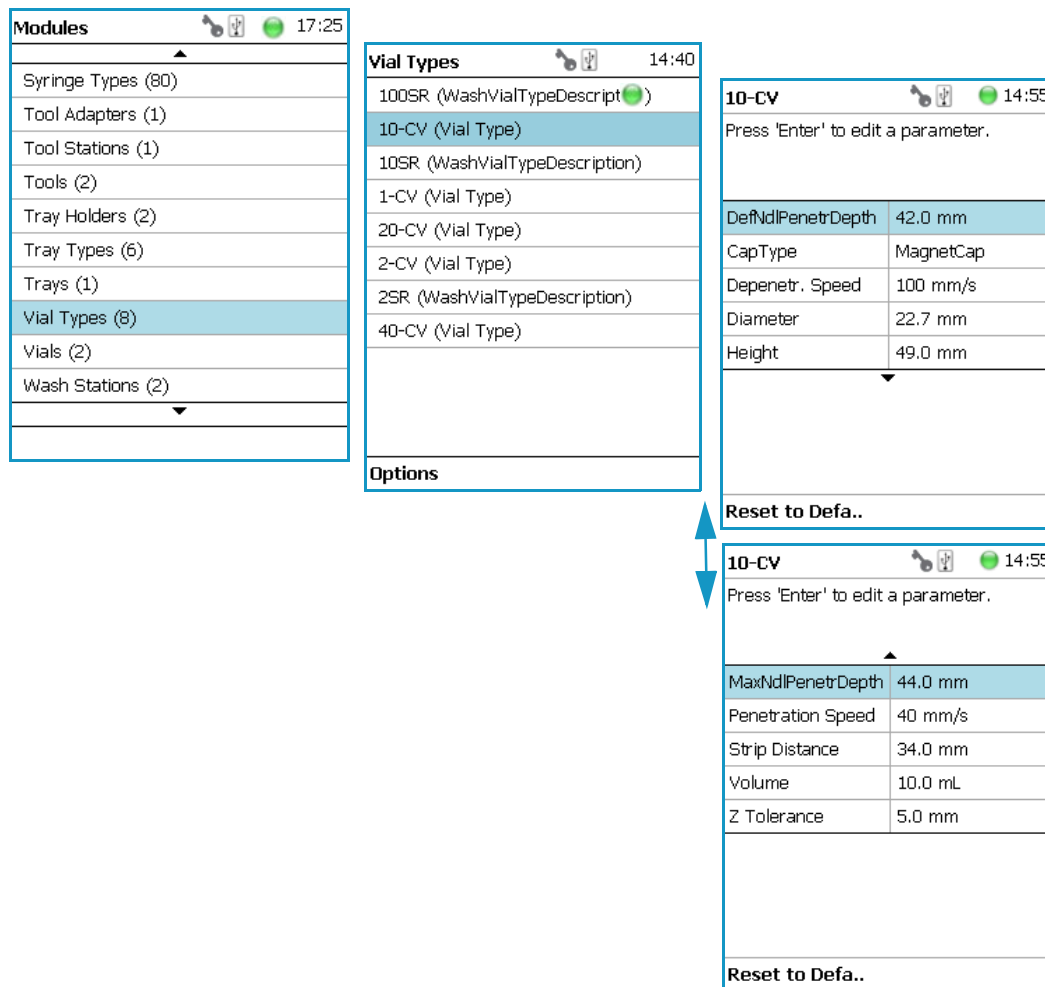 Modules 17:25
Syringe Types (80)
Tool Adapters (1)
Tool Stations (1)
Tools (2)
Tray Holders (2)
Tray Types (6)
Trays (1)
Vial Types (8)
Vials (2)
Wash Stations (2)
Vial Types 14:40
100SR (WashVialTypeDescript)
10-CV (Vial Type)
10SR (WashVialTypeDescription)
1-CV (Vial Type)
20-CV (Vial Type)
2-CV (Vial Type)
2SR (WashVialTypeDescription)
40-CV (Vial Type)
Options
10-CV 14:55
Press 'Enter' to edit a parameter.
DefNdlPenetrDepth 42.0 mm
CapType MagnetCap
Depenetr. Speed 100 mm/s
Diameter 22.7 mm
Height 49.0 mm
Reset to Defa..
10-CV 14:55
Press 'Enter' to edit a parameter.
MaxNdlPenetrDepth 44.0 mm
Penetration Speed 40 mm/s
Strip Distance 34.0 mm
Volume 10.0 mL
Z Tolerance 5.0 mm
Reset to Defa..